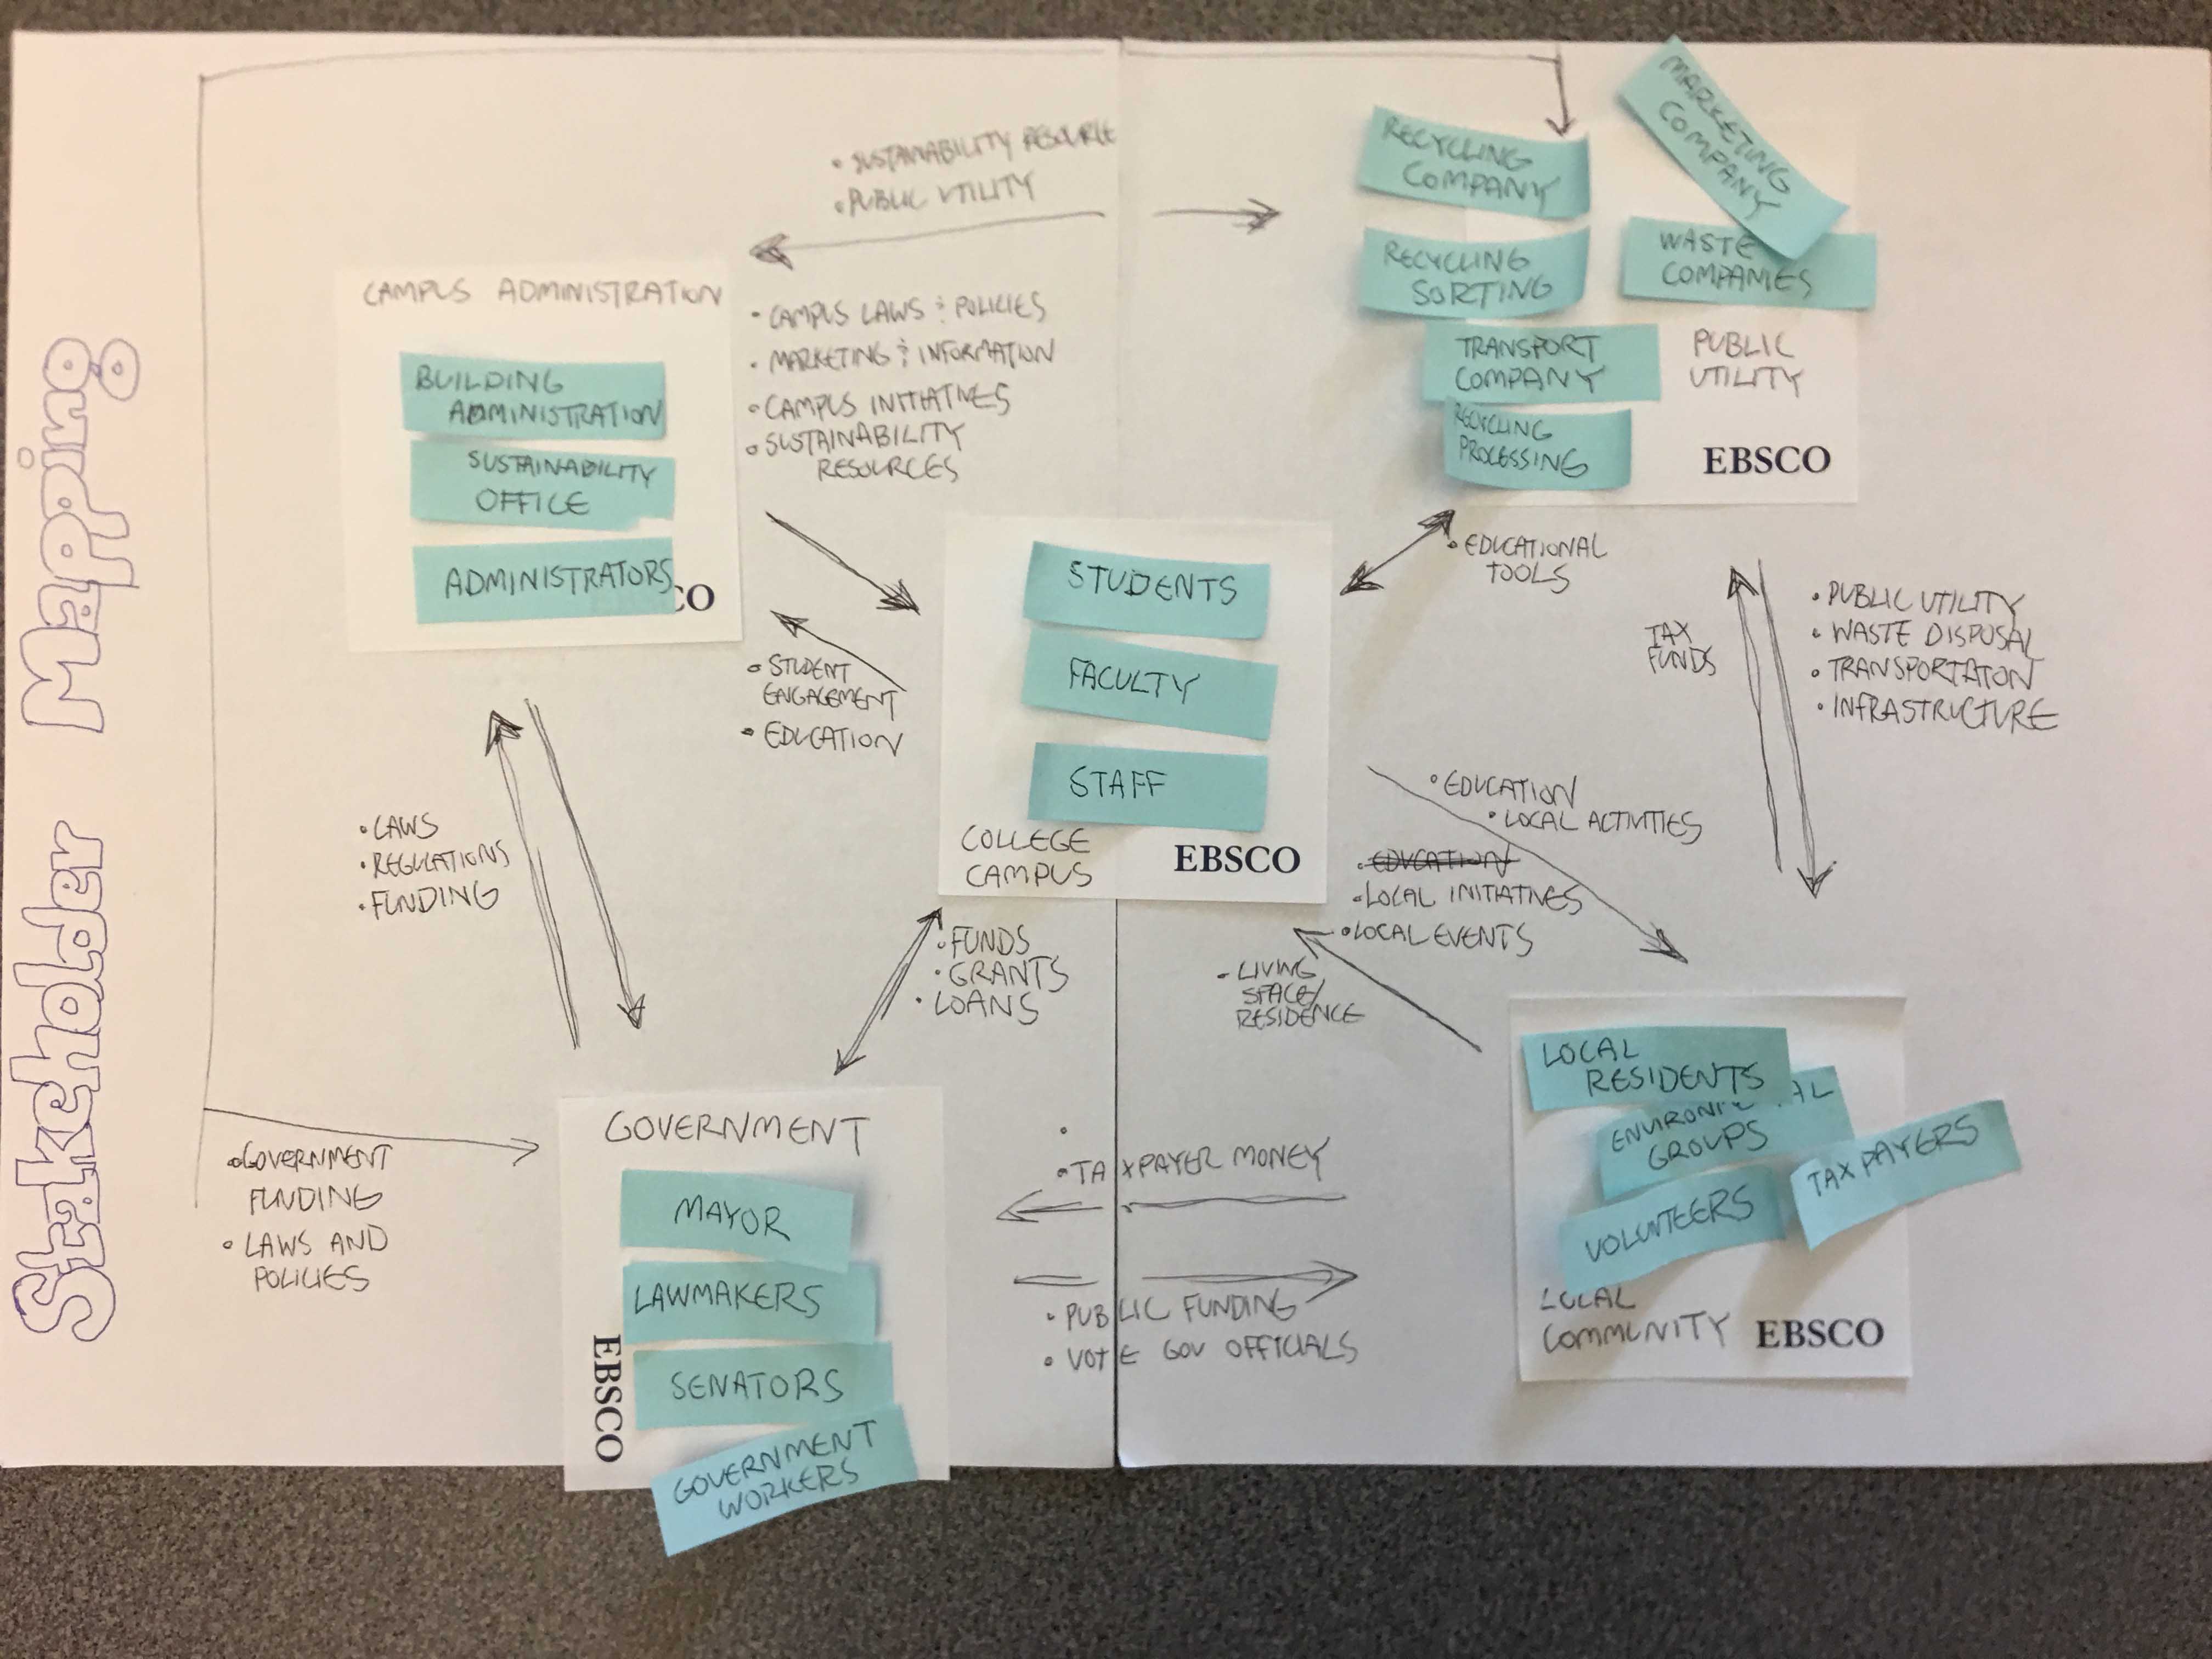 Stakeholder Mapping
• SUSTAINABILITY RESOURCE
• PUBLIC UTILITY
RECYCLING
COMPANY
MARKETING
COMPANY
RECYCLING
SORTING
WASTE
COMPANIES
TRANSPORT
COMPANY
RECYCLING
PROCESSING
PUBLIC
UTILITY
EBSCO
CAMPUS ADMINISTRATION
BUILDING
ADMINISTRATION
SUSTAINABILITY
OFFICE
ADMINISTRATORS
CO
• CAMPUS LAWS & POLICIES
• MARKETING & INFORMATION
• CAMPUS INITIATIVES
• SUSTAINABILITY
RESOURCES
STUDENTS
FACULTY
STAFF
COLLEGE
CAMPUS
EBSCO
• EDUCATIONAL
TOOLS
TAX
FUNDS
• PUBLIC UTILITY
• WASTE DISPOSAL
• TRANSPORTATON
• INFRASTRUCTURE
• STUDENT
ENGAGEMENT
• EDUCATION
• LAWS
• REGULATIONS
• FUNDING
• EDUCATION
• LOCAL ACTIVITIES
• EDUCATION
• LOCAL INITIATIVES
• LOCAL EVENTS
• FUNDS
• GRANTS
• LOANS
• LIVING
SPACE/
RESIDENCE
• GOVERNMENT
FUNDING
• LAWS AND
POLICIES
GOVERNMENT
MAYOR
LAWMAKERS
SENATORS
GOVERNMENT
WORKERS
EBSCO
• TAXPAYER MONEY
• PUBLIC FUNDING
• VOTE GOV OFFICIALS
LOCAL
RESIDENTS
GROUPS
VOLUNTEERS
TAX PAYERS
LOCAL
COMMUNITY
EBSCO